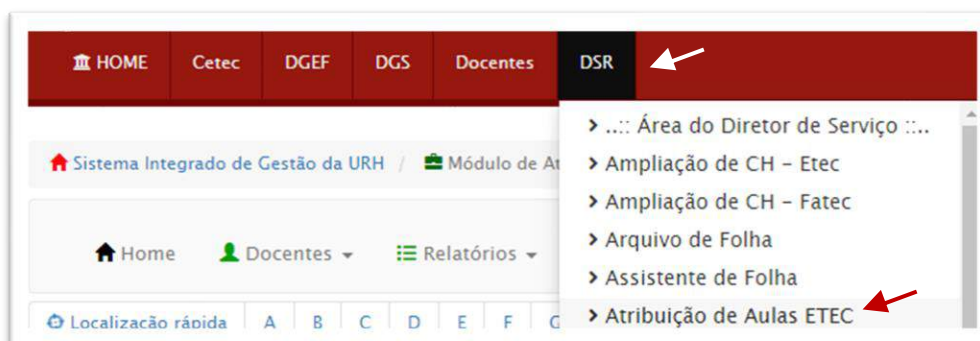 HOME Cetec DGEF DGS Docentes DSR
> ..:: Área do Diretor de Serviço ::..
Sistema Integrado de Gestão da URH / Módulo de At
> Ampliação de CH – Etec
> Ampliação de CH – Fatec
> Arquivo de Folha
Home Docentes Relatórios
> Assistente de Folha
Localização rápida A B C D E F G
> Atribuição de Aulas ETEC